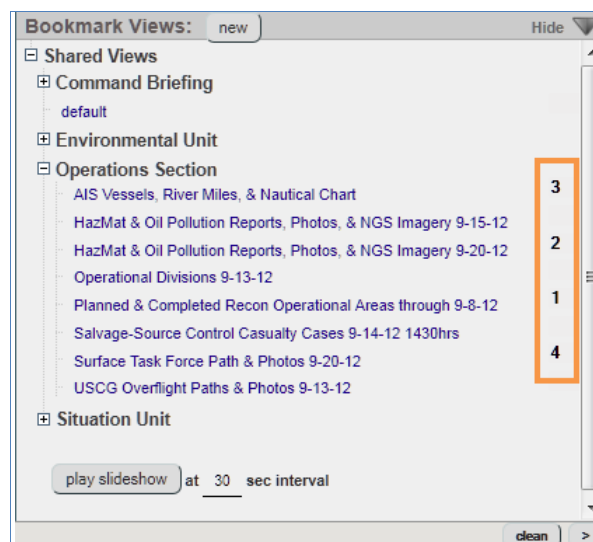 Bookmark Views: new Hide
Shared Views
Command Briefing
default
Environmental Unit
Operations Section
AIS Vessels, River Miles, & Nautical Chart 3
HazMat & Oil Pollution Reports, Photos, & NGS Imagery 9-15-12
HazMat & Oil Pollution Reports, Photos, & NGS Imagery 9-20-12 2
Operational Divisions 9-13-12
Planned & Completed Recon Operational Areas through 9-8-12 1
Salvage-Source Control Casualty Cases 9-14-12 1430hrs
Surface Task Force Path & Photos 9-20-12 4
USCG Overflight Paths & Photos 9-13-12
Situation Unit
play slideshow at 30 sec interval
clean >